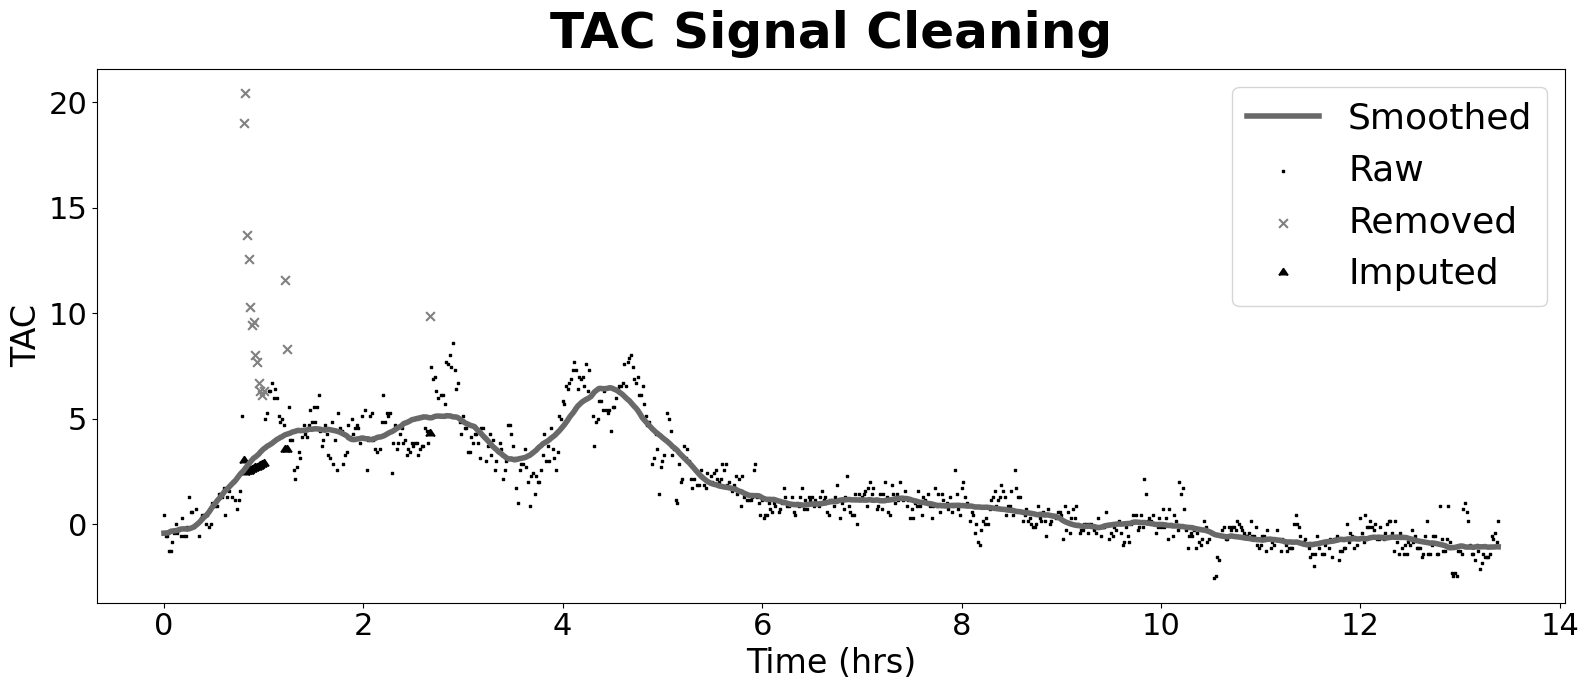 TAC Signal Cleaning
20
15
10
5
0
TAC
Smoothed
Raw
Removed
Imputed
0 2 4 6 8 10 12 14
Time (hrs)